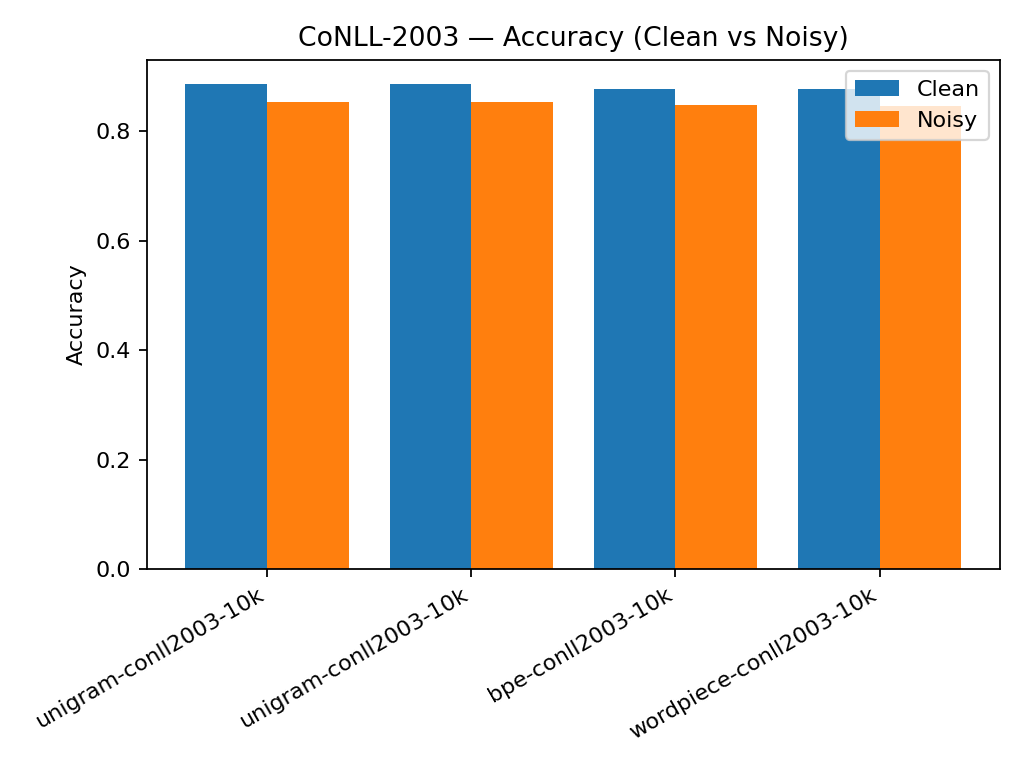 CoNLL-2003 — Accuracy (Clean vs Noisy)
Clean
Noisy
Accuracy
0.8
0.6
0.4
0.2
0.0
unigram-conll2003-10k
unigram-conll2003-10k
bpe-conll2003-10k
wordpiece-conll2003-10k